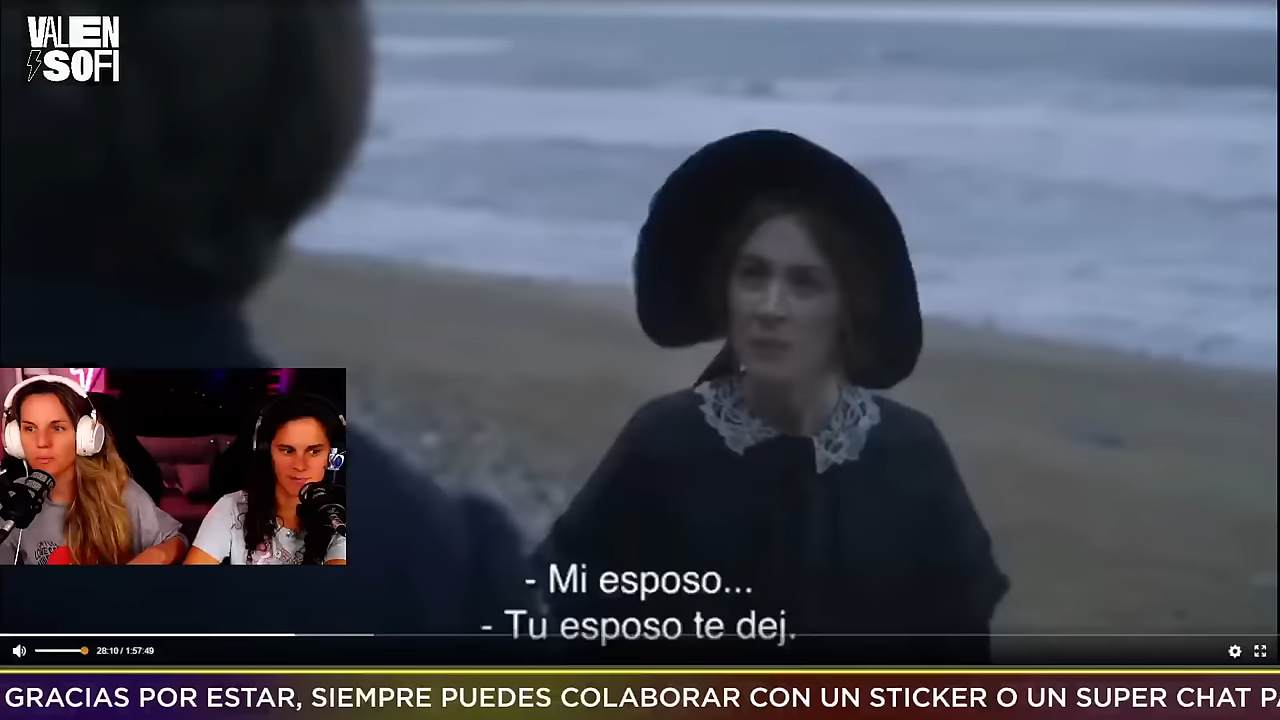 VALEN
SOFI
- Mi esposo...
- Tu esposo te dej.
28:10 / 1:57:49
GRACIAS POR ESTAR, SIEMPRE PUEDES COLABORAR CON UN STICKER O UN SUPER CHAT PA